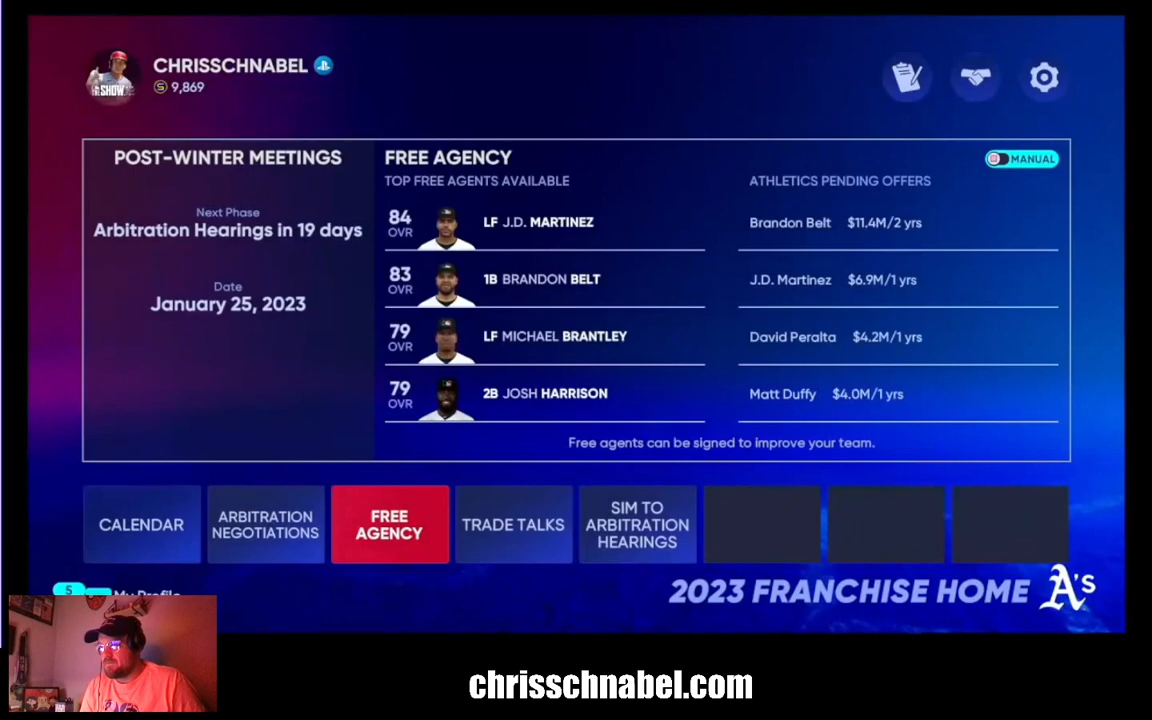 CHRISSCHNABEL
9,869
SHOW
POST-WINTER MEETINGS
Next Phase
Arbitration Hearings in 19 days
Date
January 25, 2023
FREE AGENCY
MANUAL
TOP FREE AGENTS AVAILABLE
84 OVR LF J.D. MARTINEZ
83 OVR 1B BRANDON BELT
79 OVR LF MICHAEL BRANTLEY
79 OVR 2B JOSH HARRISON
ATHLETICS PENDING OFFERS
Brandon Belt $11.4M/2 yrs
J.D. Martinez $6.9M/1 yrs
David Peralta $4.2M/1 yrs
Matt Duffy $4.0M/1 yrs
Free agents can be signed to improve your team.
CALENDAR
ARBITRATION
NEGOTIATIONS
FREE
AGENCY
TRADE TALKS
SIM TO
ARBITRATION
HEARINGS
5
My Profile
2023 FRANCHISE HOME A's
chrisschnabel.com